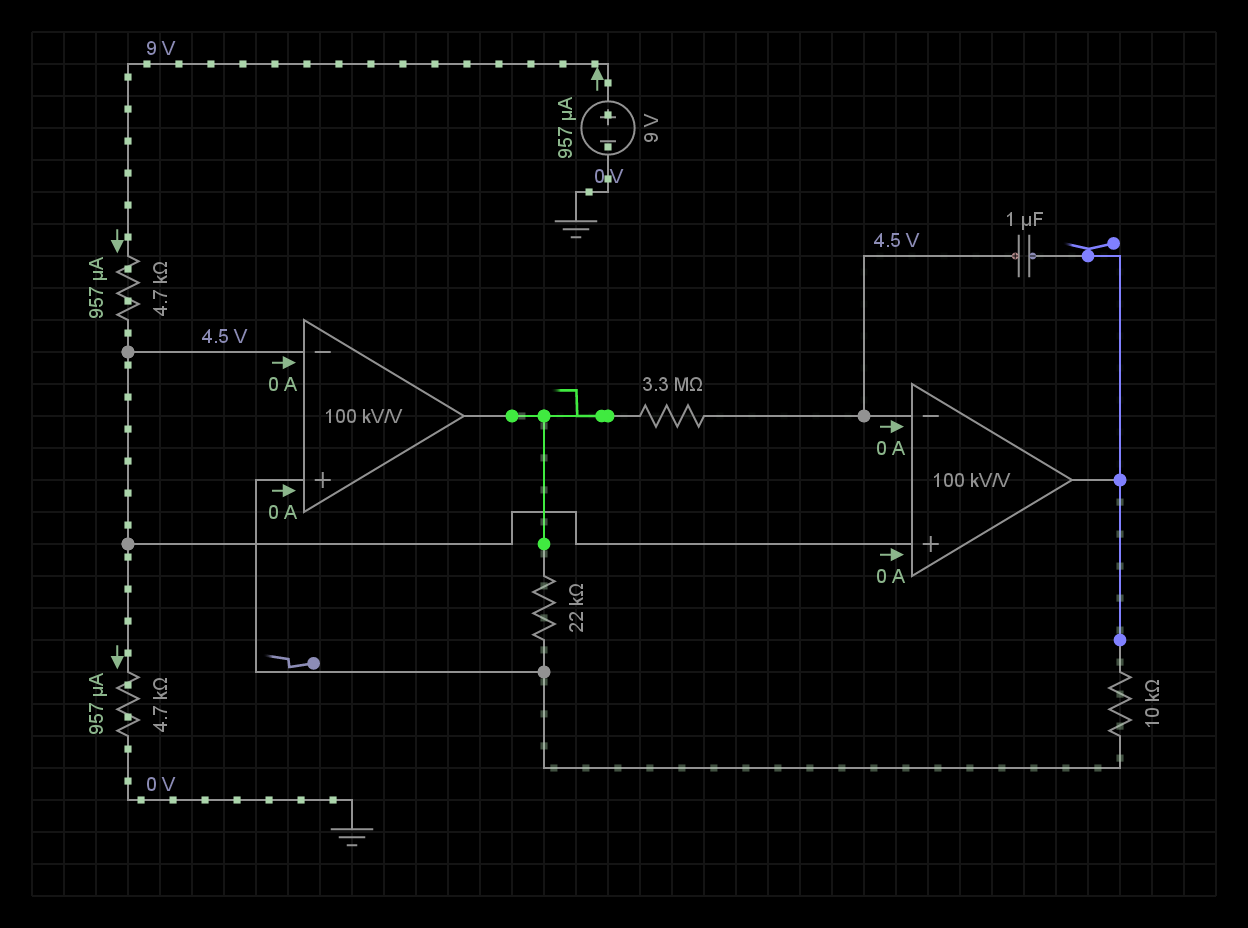 9 V
957 µA
9 V
0 V
1 µF
4.5 V
957 µA
4.7 kΩ
4.5 V
0 A
100 kV/V
3.3 MΩ
0 A
100 kV/V
0 A
0 A
22 kΩ
957 µA
4.7 kΩ
10 kΩ
0 V